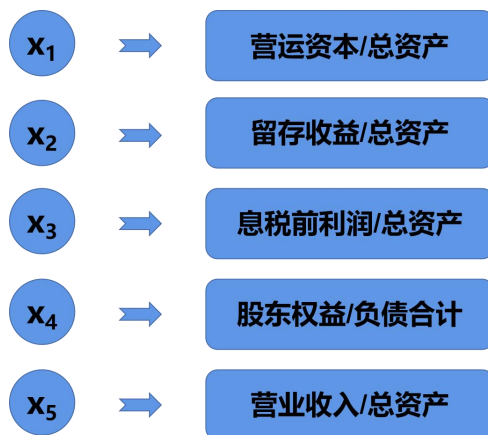 x₁ 营运资本/总资产
x₂ 留存收益/总资产
x₃ 息税前利润/总资产
x₄ 股东权益/负债合计
x₅ 营业收入/总资产